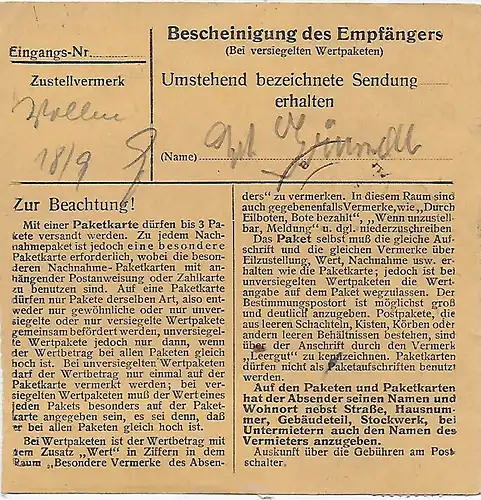 Bescheinigung des Empfängers
(Bei versiegelten Wertpaketen)
Eingangs-Nr.
Zustellvermerk
18/9
Umstehend bezeichnete Sendung
erhalten
(Name)
Zur Beachtung!
Mit einer Paketkarte dürfen bis 3 Pa-
kete versandt werden. Zu jedem Nach-
nahmepaket ist jedoch eine besondere
Paketkarte erforderlich, wobei die beson-
deren Nachnahme-Paketkarten mit an-
hängender Postanweisung oder Zahlkarte
zu benutzen sind. Auf eine Paketkarte
dürfen nur Pakete derselben Art, also ent-
weder nur gewöhnliche oder nur unver-
siegelte oder nur versiegelte Wertpakete
gemeinsam befördert werden, unversiegel-
te Wertpakete jedoch nur dann, wenn
der Wertbetrag bei allen Paketen gleich
hoch ist. Bei unversiegelten Wertpaketen
darf der Wertbetrag nur einmal auf der
Paketkarte vermerkt werden; bei ver-
siegelten Wertpaketen muß der Wert eines
jeden Pakets besonders auf der Paket-
karte angegeben sein, es sei denn, daß
er bei allen Paketen gleich hoch ist.
Bei Wertpaketen ist der Wertbetrag mit
dem Zusatz „Wert" in Ziffern in dem
Raum „Besondere Vermerke des Absen-
ders" zu vermerken. In diesem Raum sind
auch gegebenenfalls Vermerke, wie „Durch
Eilboten, Bote bezahlt", „Wenn unzustell-
bar, Meldung" u. dgl. niederzuschreiben
Das Paket selbst muß die gleiche Auf-
schrift und die gleichen Vermerke über
Eilzustellung, Wert, Nachnahme usw. er-
halten wie die Paketkarte; jedoch ist bei
unversiegelten Wertpaketen die Wert-
angabe auf dem Paket wegzulassen. Der
Bestimmungspostort ist möglichst groß
und deutlich anzugeben. Postpakete, die
aus leeren Schachteln, Kisten, Körben oder
andern leeren Behältnissen bestehen, sind
über der Anschrift durch den Vermerk
„Leergut" zu kennzeichnen. Paketkarten
dürfen nicht als Paketaufschriften benutzt
werden.
Auf den Paketen und Paketkarten
hat der Absender seinen Namen und
Wohnort nebst Straße, Hausnum-
mer, Gebäudeteil, Stockwerk, bei
Untermietern auch den Namen des
Vermieters anzugeben.
Auskunft über die Gebühren am Post
schalter.